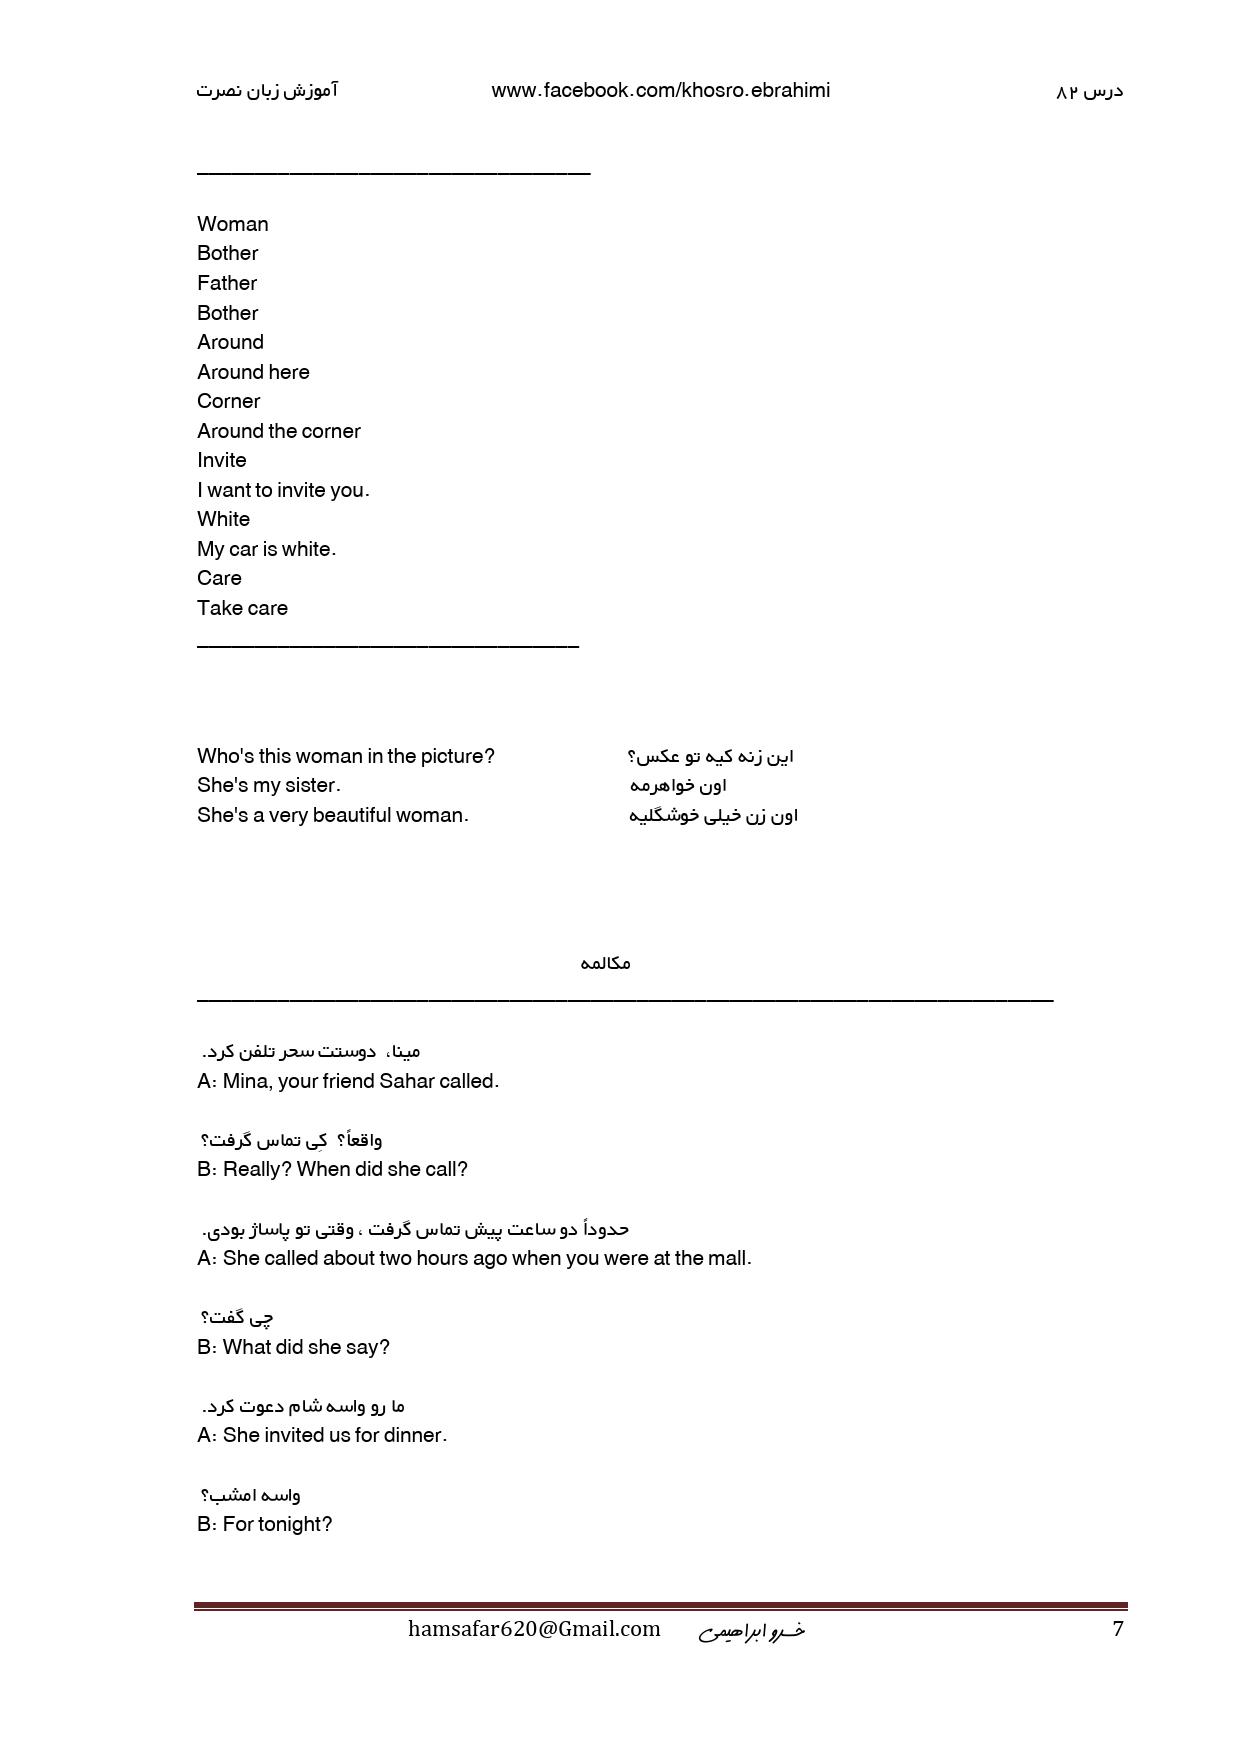 آموزش زبان نصرت www.facebook.com/khosro.ebrahimi درس ۸۲
Woman
Bother
Father
Bother
Around
Around here
Corner
Around the corner
Invite
I want to invite you.
White
My car is white.
Care
Take care
Who's this woman in the picture? این زنه کیه تو عکس؟
She's my sister. اون خواهرمه
She's a very beautiful woman. اون زن خیلی خوشگلیه
مکالمه
مینا، دوستت سحر تلفن کرد.
A: Mina, your friend Sahar called.
واقعاً؟ کِی تماس گرفت؟
B: Really? When did she call?
حدوداً دو ساعت پیش تماس گرفت ، وقتی تو پاساژ بودی.
A: She called about two hours ago when you were at the mall.
چی گفت؟
B: What did she say?
ما رو واسه شام دعوت کرد.
A: She invited us for dinner.
واسه امشب؟
B: For tonight?
hamsafar620@Gmail.com خسرو ابراهیمی 7